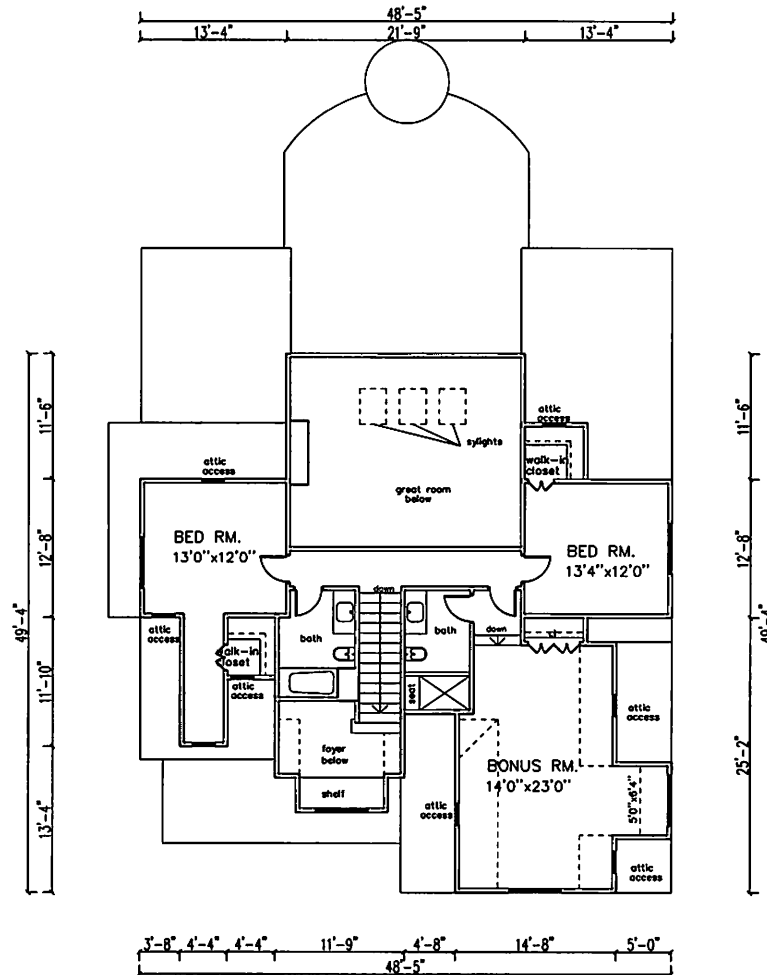 48'-5"
13'-4" 21'-9" 13'-4"
11'-6"
12'-8"
11'-10"
13'-4"
49'-4"
11'-6"
12'-8"
25'-2"
49'-4"
sylights
great room
below
attic
access
walk-in
closet
attic
access
BED RM.
13'0"x12'0"
BED RM.
13'4"x12'0"
down
bath
bath
down
attic
access
alk-in
oset
attic
access
seat
foyer
below
shelf
BONUS RM.
14'0"x23'0"
5'0"x6'4"
attic
access
attic
access
attic
access
3'-8" 4'-4" 4'-4" 11'-9" 4'-8" 14'-8" 5'-0"
48'-5"